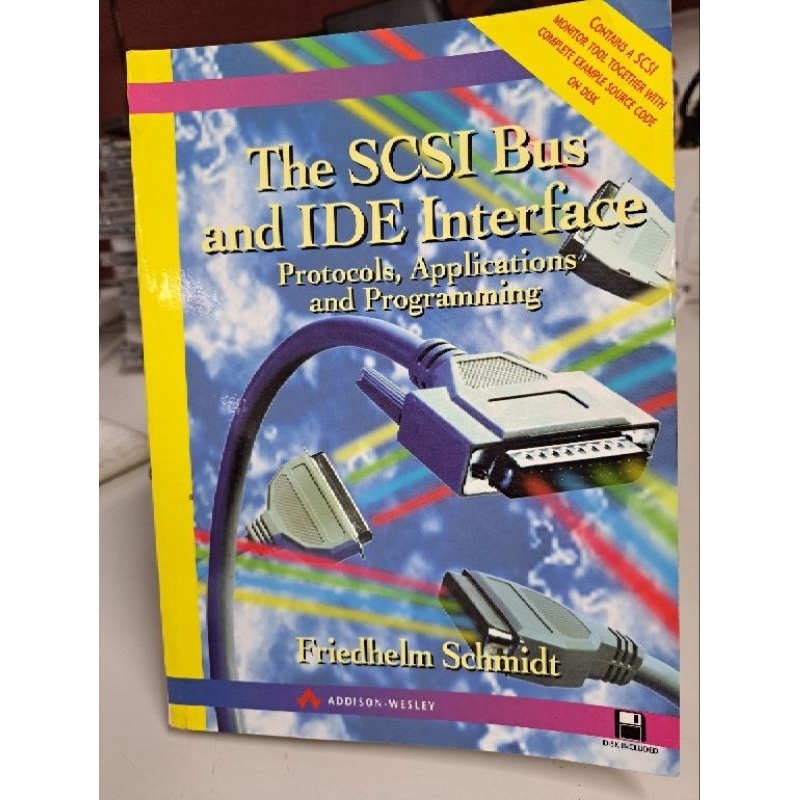 CONTAINS A SCSI
MONITOR TOOL TOGETHER WITH
COMPLETE EXAMPLE SOURCE CODE
ON DISK
The SCSI Bus
and IDE Interface
Protocols, Applications
and Programming
Friedhelm Schmidt
ADDISON-WESLEY
DISK INCLUDED